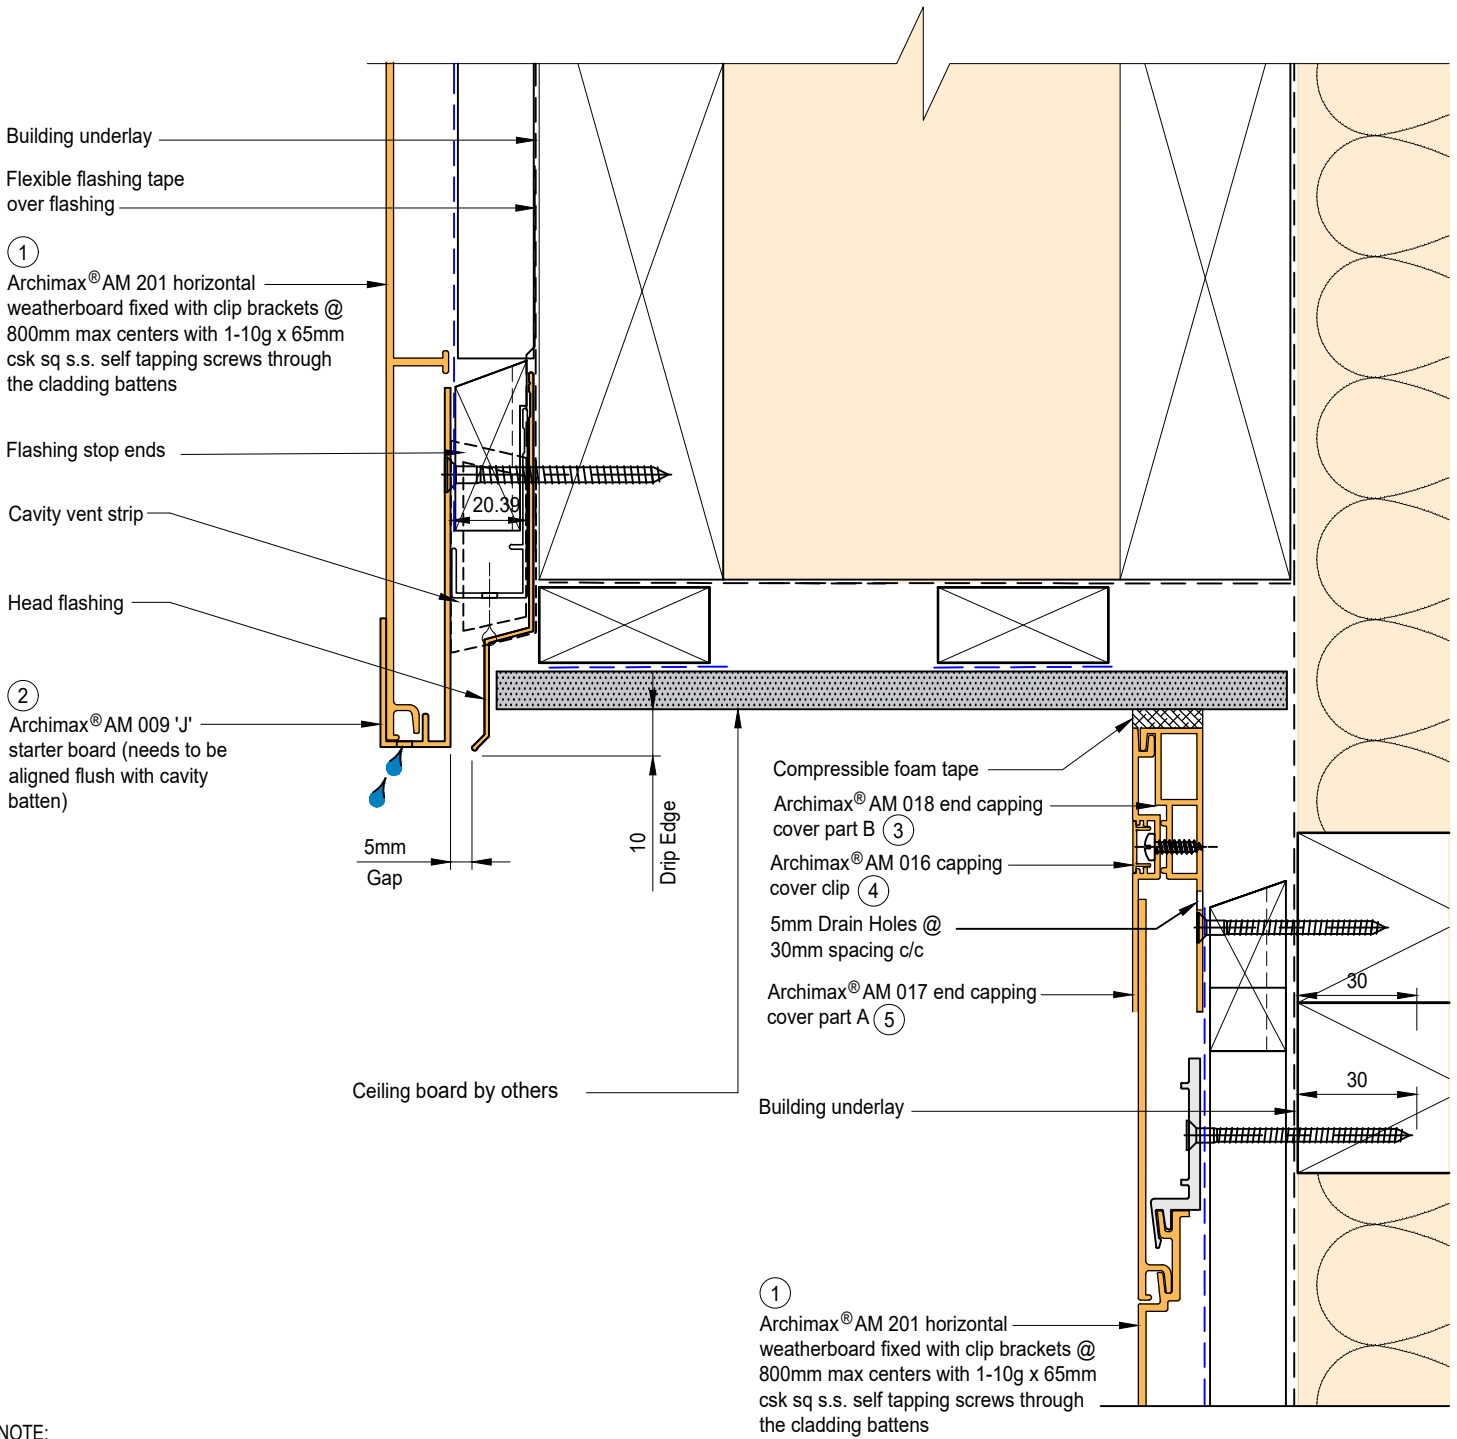 Building underlay
Flexible flashing tape
over flashing
1
Archimax® AM 201 horizontal
weatherboard fixed with clip brackets @
800mm max centers with 1-10g x 65mm
csk sq s.s. self tapping screws through
the cladding battens
Flashing stop ends
20.39
Cavity vent strip
Head flashing
2
Archimax® AM 009 'J'
starter board (needs to be
aligned flush with cavity
batten)
5mm
Gap
10
Drip Edge
Compressible foam tape
Archimax® AM 018 end capping
cover part B 3
Archimax® AM 016 capping
cover clip 4
5mm Drain Holes @
30mm spacing c/c
Archimax® AM 017 end capping
cover part A 5
30
30
Ceiling board by others
Building underlay
1
Archimax® AM 201 horizontal
weatherboard fixed with clip brackets @
800mm max centers with 1-10g x 65mm
csk sq s.s. self tapping screws through
the cladding battens
NOTE: